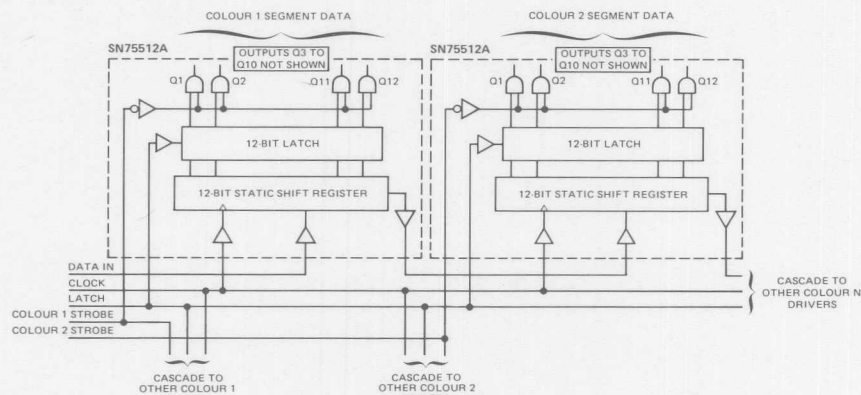 COLOUR 1 SEGMENT DATA
COLOUR 2 SEGMENT DATA
SN75512A
OUTPUTS Q3 TO
Q10 NOT SHOWN
SN75512A
OUTPUTS Q3 TO
Q10 NOT SHOWN
Q1
Q2
Q11
Q12
Q1
Q2
Q11
Q12
12-BIT LATCH
12-BIT LATCH
12-BIT STATIC SHIFT REGISTER
12-BIT STATIC SHIFT REGISTER
DATA IN
CLOCK
LATCH
COLOUR 1 STROBE
COLOUR 2 STROBE
CASCADE TO
OTHER COLOUR N
DRIVERS
CASCADE TO
OTHER COLOUR 1
CASCADE TO
OTHER COLOUR 2